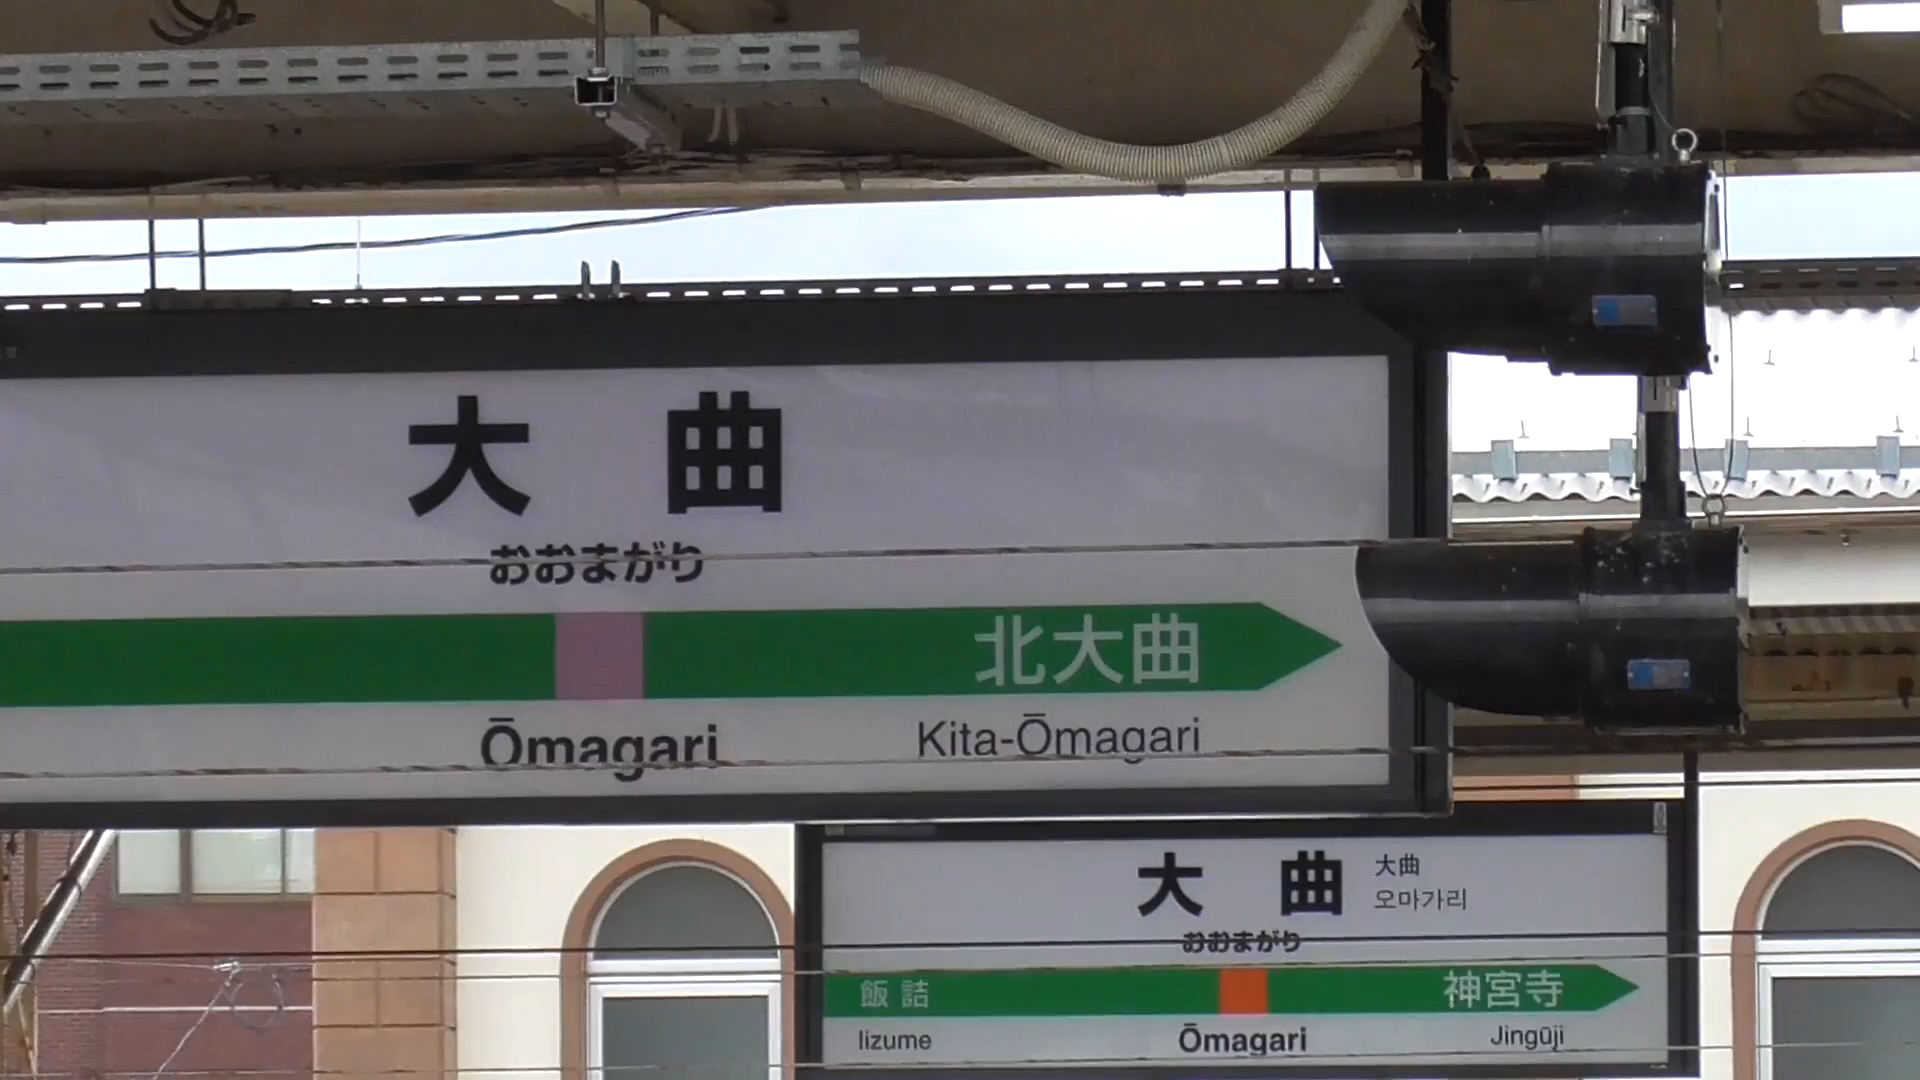 大曲
おおまがり
北大曲
Ōmagari
Kita-Ōmagari
大曲
大曲
오마가리
おおまがり
飯詰
神宮寺
Iizume
Ōmagari
Jingūji